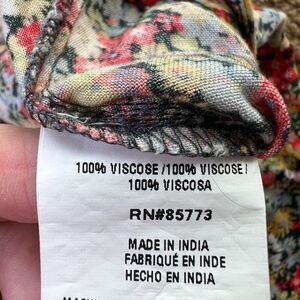 100% VISCOSE /100% VISCOSE /
100% VISCOSA
RN#85773
MADE IN INDIA
FABRIQUÉ EN INDE
HECHO EN INDIA